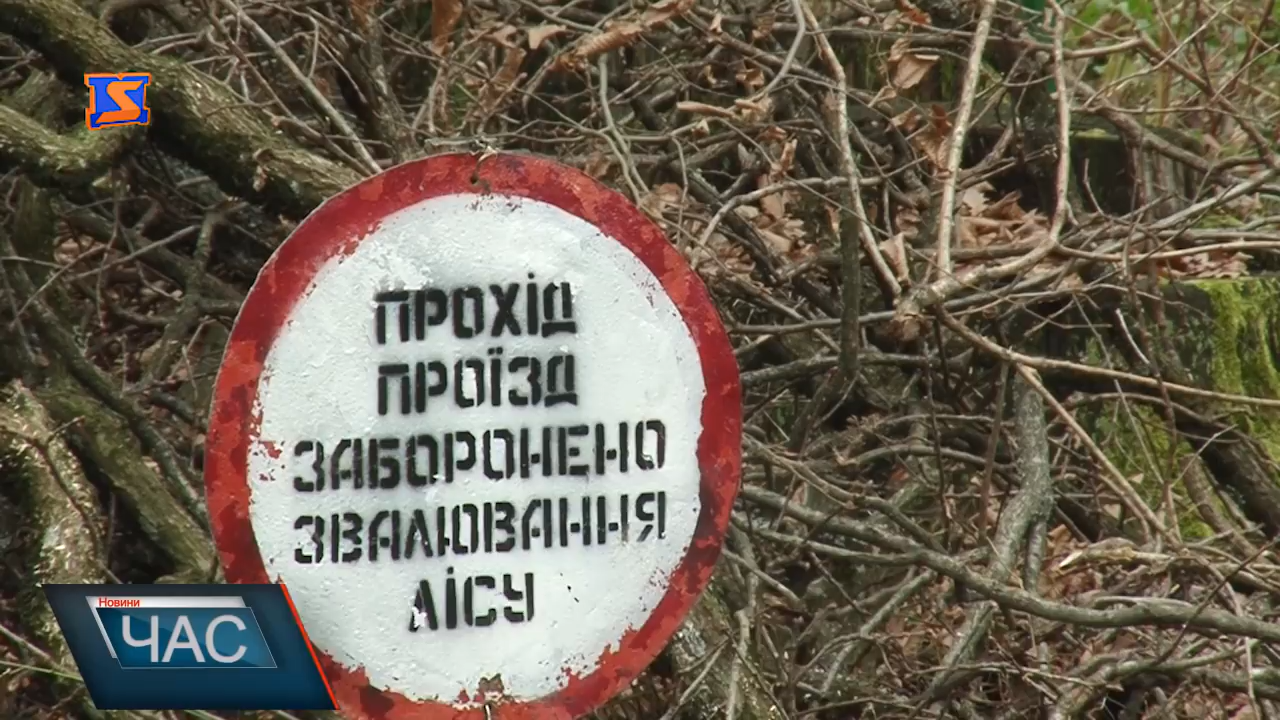 ПРОХІД
ПРОЇЗД
ЗАБОРОНЕНО
ЗВАЛЮВАННЯ
ЛІСУ
Новини
ЧАС